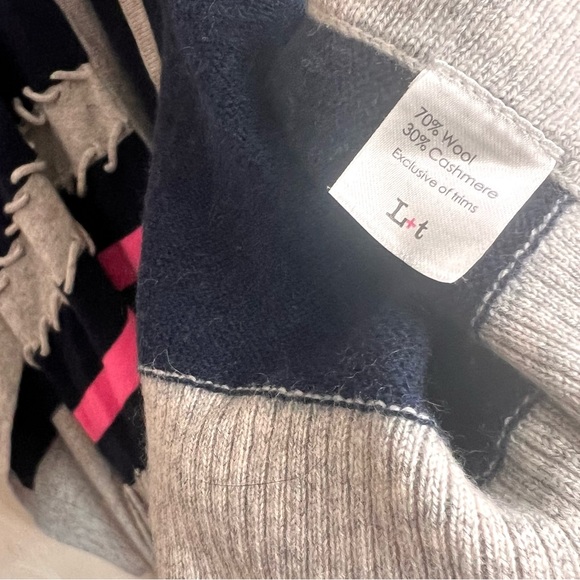 70% Wool
30% Cashmere
Exclusive of trims
L+t